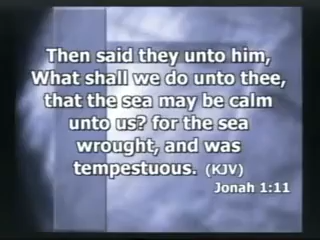 Then said they unto him,
What shall we do unto thee,
that the sea may be calm
unto us? for the sea
wrought, and was
tempestuous. (KJV)
Jonah 1:11